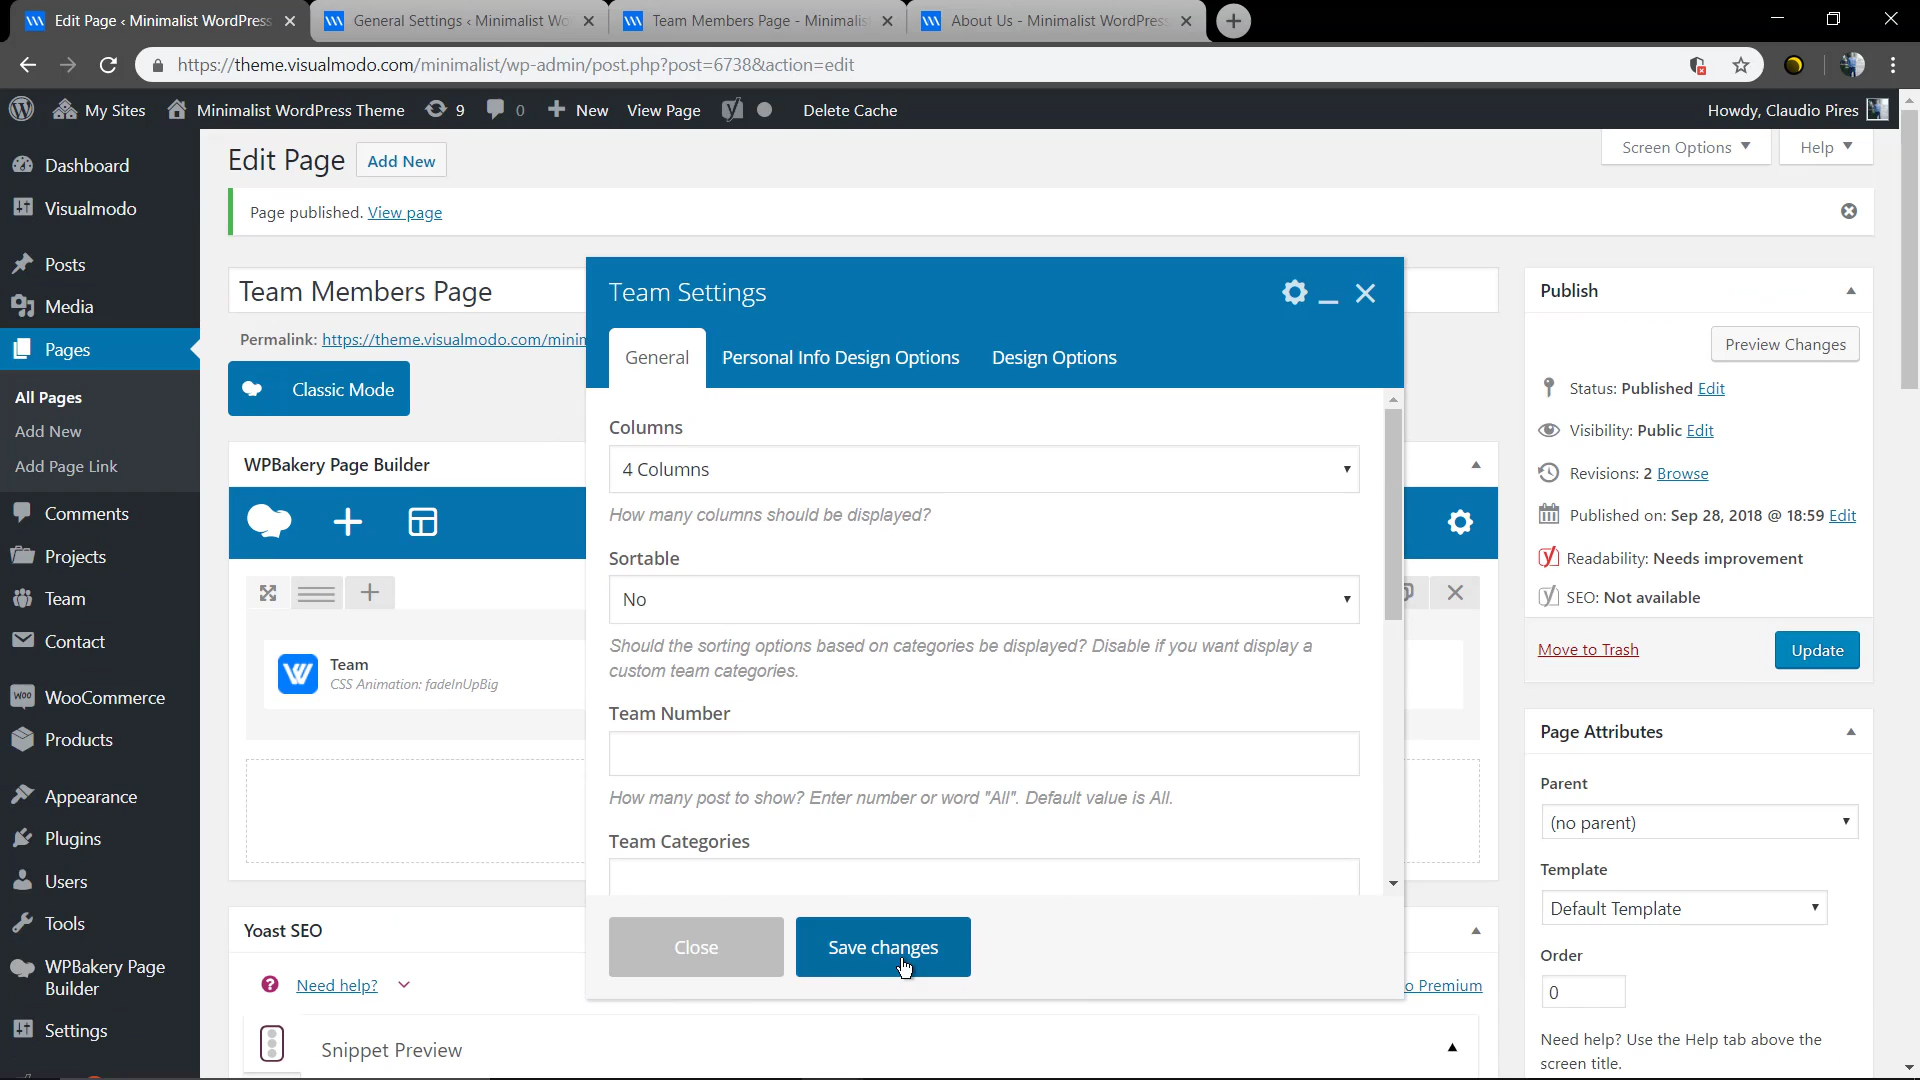 Edit Page ‹ Minimalist WordPress
General Settings ‹ Minimalist Wo
Team Members Page - Minimalis
About Us - Minimalist WordPress
https://theme.visualmodo.com/minimalist/wp-admin/post.php?post=6738&action=edit
My Sites
Minimalist WordPress Theme
9
0
New
View Page
Delete Cache
Howdy, Claudio Pires
Dashboard
Visualmodo
Posts
Media
Pages
All Pages
Add New
Add Page Link
Comments
Projects
Team
Contact
WooCommerce
Products
Appearance
Plugins
Users
Tools
WPBakery Page
Builder
Settings
Edit Page
Add New
Screen Options
Help
Page published. View page
Team Members Page
Permalink: https://theme.visualmodo.com/minin
Classic Mode
WPBakery Page Builder
Team
CSS Animation: fadeInUpBig
Yoast SEO
Need help?
o Premium
Snippet Preview
Team Settings
General
Personal Info Design Options
Design Options
Columns
4 Columns
How many columns should be displayed?
Sortable
No
Should the sorting options based on categories be displayed? Disable if you want display a
custom team categories.
Team Number
How many post to show? Enter number or word "All". Default value is All.
Team Categories
Close
Save changes
Publish
Preview Changes
Status: Published Edit
Visibility: Public Edit
Revisions: 2 Browse
Published on: Sep 28, 2018 @ 18:59 Edit
Readability: Needs improvement
SEO: Not available
Move to Trash
Update
Page Attributes
Parent
(no parent)
Template
Default Template
Order
0
Need help? Use the Help tab above the
screen title.